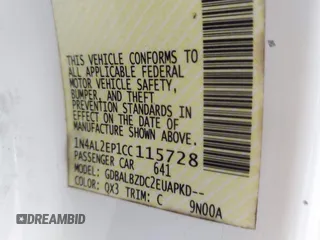 THIS VEHICLE CONFORMS TO
ALL APPLICABLE FEDERAL
MOTOR VEHICLE SAFETY,
BUMPER, AND THEFT
PREVENTION STANDARDS IN
EFFECT ON THE DATE OF
MANUFACTURE SHOWN ABOVE.
1N4AL2EP1CC115728
PASSENGER CAR 641
MODEL: GDBALBZDC2EUAPKD--
COLOR: QX3 TRIM: C 9N00A
DREAMBID